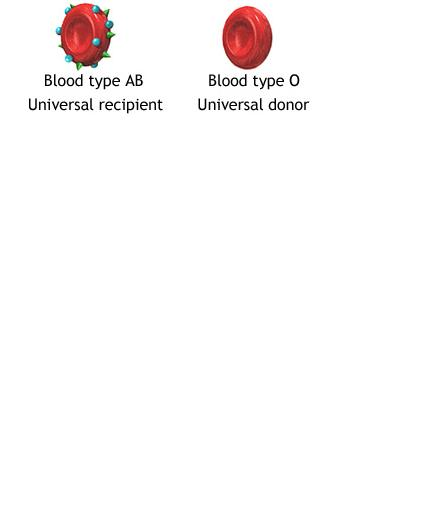 Blood type AB
Blood type O
Universal recipient
Universal donor